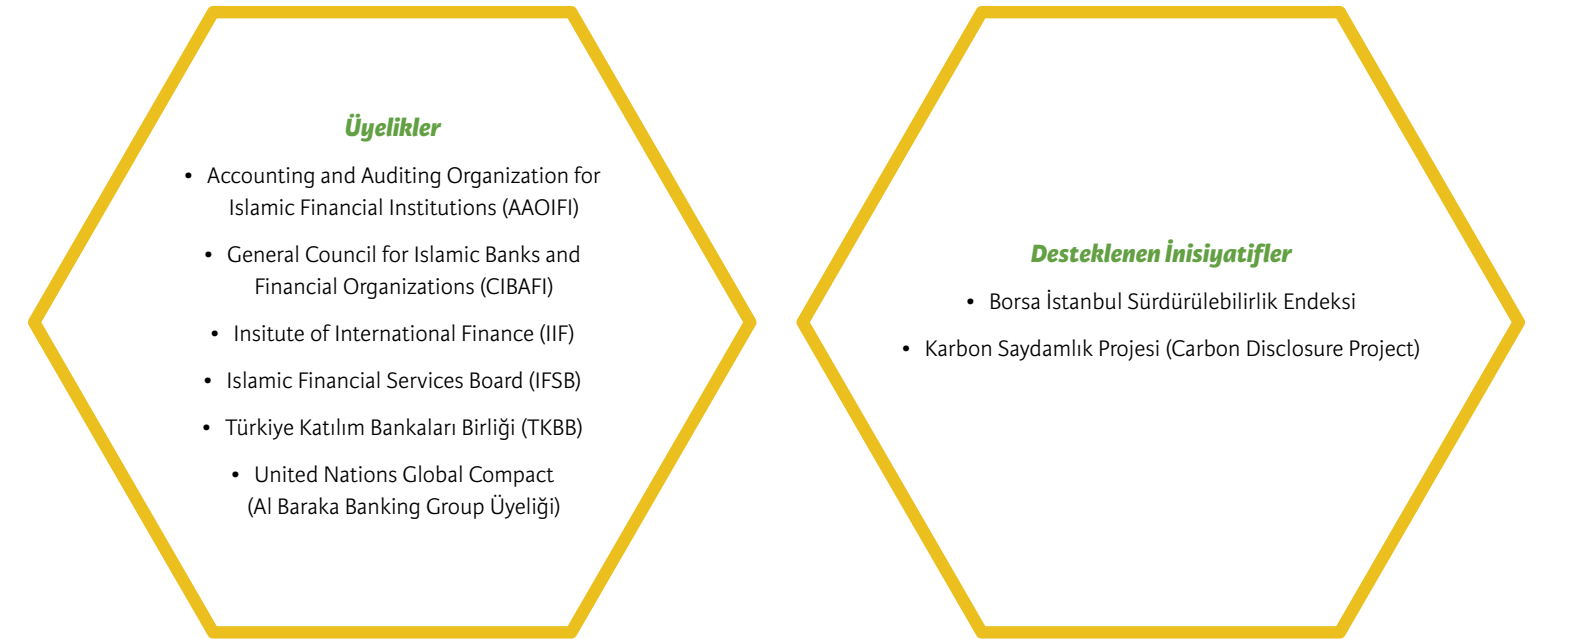 Üyelikler
• Accounting and Auditing Organization for
Islamic Financial Institutions (AAOIFI)
• General Council for Islamic Banks and
Financial Organizations (CIBAFI)
• Insitute of International Finance (IIF)
• Islamic Financial Services Board (IFSB)
• Türkiye Katılım Bankaları Birliği (TKBB)
• United Nations Global Compact
(Al Baraka Banking Group Üyeliği)
Desteklenen İnisiyatifler
• Borsa İstanbul Sürdürülebilirlik Endeksi
• Karbon Saydamlık Projesi (Carbon Disclosure Project)